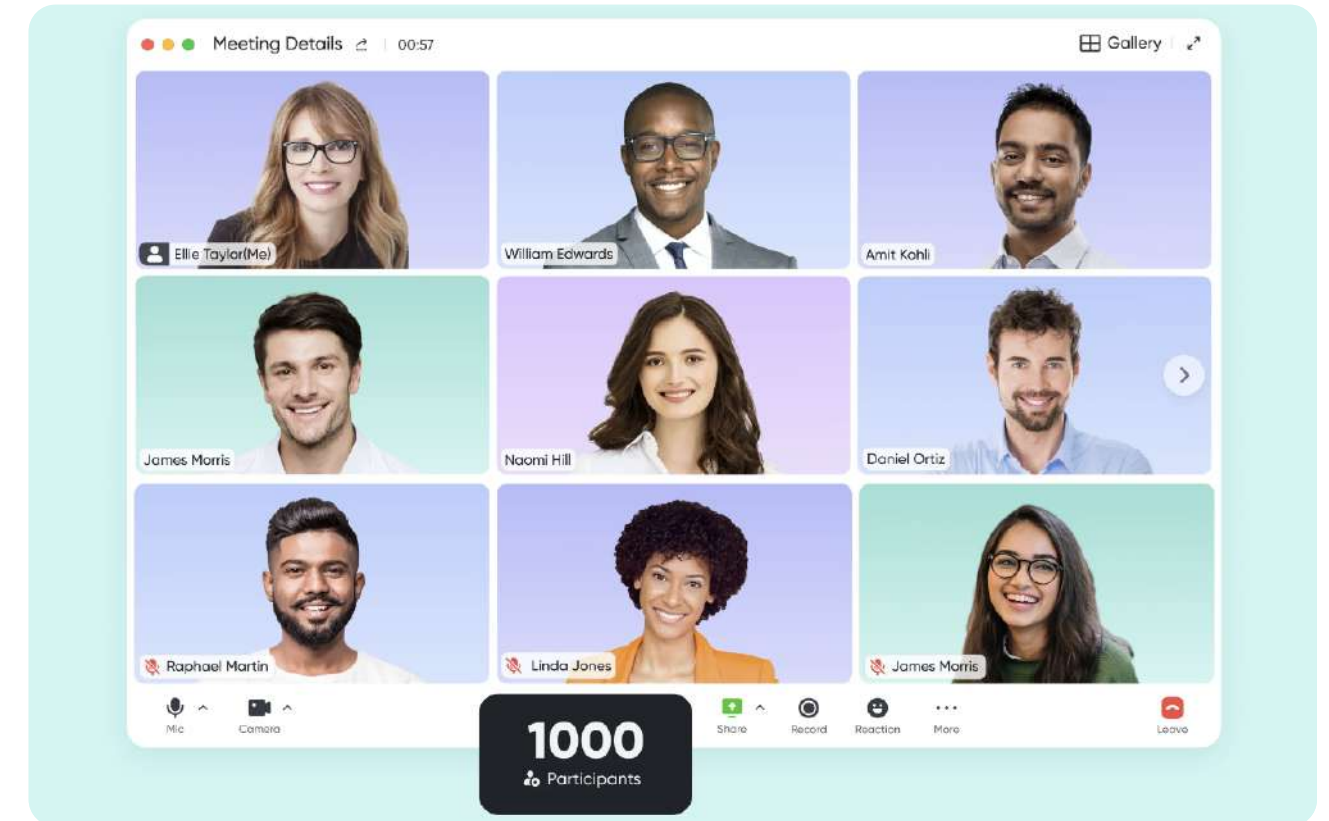 Meeting Details 00:57 Gallery
Ellie Taylor(Me) William Edwards Amit Kohli
James Morris Naomi Hill Daniel Ortiz
Raphael Martin Linda Jones James Morris
Mic Camera Share Record Reaction More Leave
1000
Participants